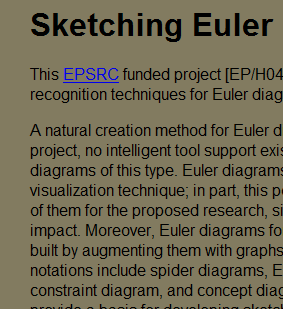 Sketching Euler
This EPSRC funded project [EP/H04
recognition techniques for Euler diag
A natural creation method for Euler d
project, no intelligent tool support exi
diagrams of this type. Euler diagrams
visualization technique; in part, this p
of them for the proposed research, si
impact. Moreover, Euler diagrams fo
built by augmenting them with graphs
notations include spider diagrams, E
constraint diagram, and concept diag
provide a basis for developing sketc